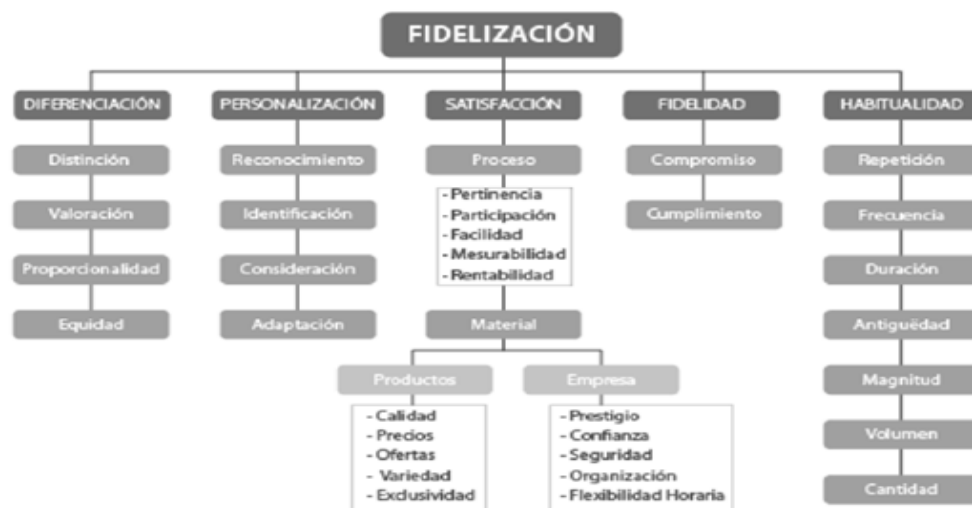 FIDELIZACIÓN
DIFERENCIACIÓN
Distinción
Valoración
Proporcionalidad
Equidad
PERSONALIZACIÓN
Reconocimiento
Identificación
Consideración
Adaptación
SATISFACCIÓN
Proceso
- Pertinencia
- Participación
- Facilidad
- Mesurabilidad
- Rentabilidad
Material
Productos
- Calidad
- Precios
- Ofertas
- Variedad
- Exclusividad
Empresa
- Prestigio
- Confianza
- Seguridad
- Organización
- Flexibilidad Horaria
FIDELIDAD
Compromiso
Cumplimiento
HABITUALIDAD
Repetición
Frecuencia
Duración
Antiguëdad
Magnitud
Volumen
Cantidad